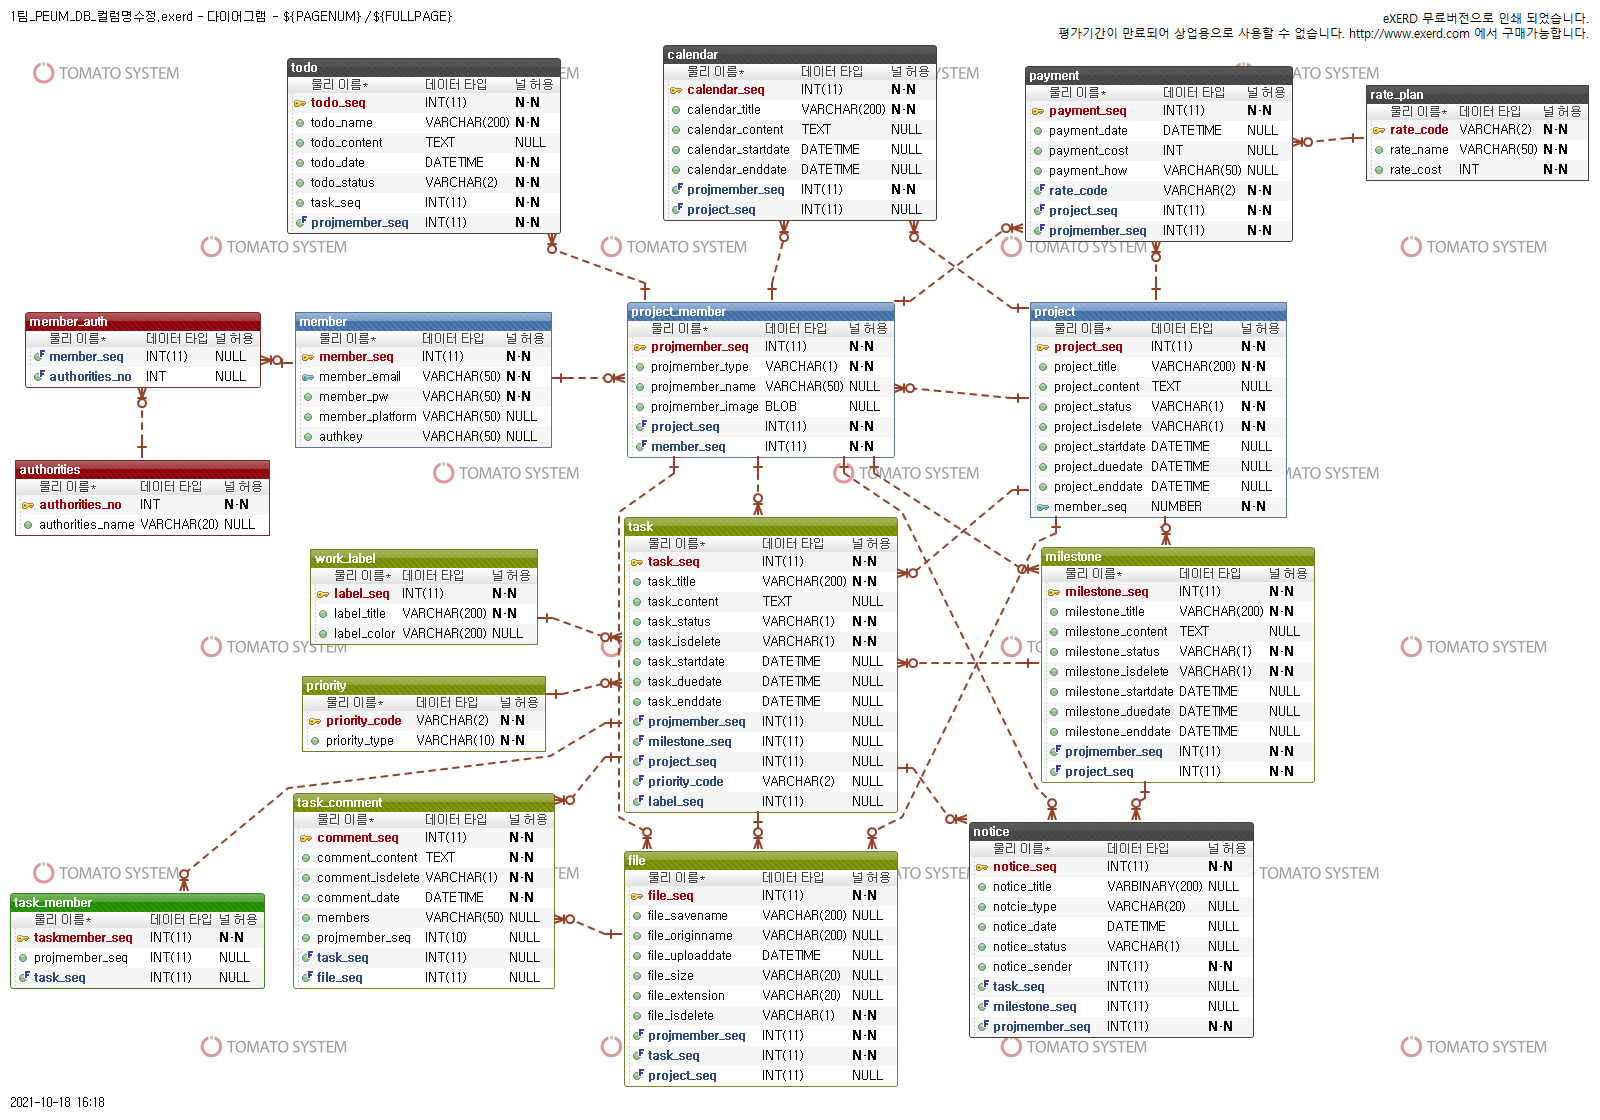 1팀_PEUM_DB_컬럼명수정.exerd - 다이어그램 - ${PAGENUM} /${FULLPAGE}
eXERD 무료버전으로 인쇄 되었습니다.
평가기간이 만료되어 상업용으로 사용할 수 없습니다. http://www.exerd.com 에서 구매가능합니다.
todo
물리 이름* 데이터 타입 널 허용
todo_seq INT(11) N-N
todo_name VARCHAR(200) N-N
todo_content TEXT NULL
todo_date DATETIME N-N
todo_status VARCHAR(2) N-N
task_seq INT(11) N-N
projmember_seq INT(11) N-N
calendar
물리 이름* 데이터 타입 널 허용
calendar_seq INT(11) N-N
calendar_title VARCHAR(200) N-N
calendar_content TEXT NULL
calendar_startdate DATETIME NULL
calendar_enddate DATETIME NULL
projmember_seq INT(11) N-N
project_seq INT(11) NULL
payment
물리 이름* 데이터 타입 널 허용
payment_seq INT(11) N-N
payment_date DATETIME NULL
payment_cost INT NULL
payment_how VARCHAR(50) NULL
rate_code VARCHAR(2) N-N
project_seq INT(11) N-N
projmember_seq INT(11) N-N
rate_plan
물리 이름* 데이터 타입 널 허용
rate_code VARCHAR(2) N-N
rate_name VARCHAR(50) N-N
rate_cost INT N-N
member_auth
물리 이름* 데이터 타입 널 허용
member_seq INT(11) NULL
authorities_no INT NULL
member
물리 이름* 데이터 타입 널 허용
member_seq INT(11) N-N
member_email VARCHAR(50) N-N
member_pw VARCHAR(50) N-N
member_platform VARCHAR(50) NULL
authkey VARCHAR(50) NULL
project_member
물리 이름* 데이터 타입 널 허용
projmember_seq INT(11) N-N
projmember_type VARCHAR(1) N-N
projmember_name VARCHAR(50) NULL
projmember_image BLOB NULL
project_seq INT(11) N-N
member_seq INT(11) N-N
project
물리 이름* 데이터 타입 널 허용
project_seq INT(11) N-N
project_title VARCHAR(200) N-N
project_content TEXT NULL
project_status VARCHAR(1) N-N
project_isdelete VARCHAR(1) N-N
project_startdate DATETIME NULL
project_duedate DATETIME NULL
project_enddate DATETIME NULL
member_seq NUMBER N-N
authorities
물리 이름* 데이터 타입 널 허용
authorities_no INT N-N
authorities_name VARCHAR(20) NULL
work_label
물리 이름* 데이터 타입 널 허용
label_seq INT(11) N-N
label_title VARCHAR(200) N-N
label_color VARCHAR(200) NULL
priority
물리 이름* 데이터 타입 널 허용
priority_code VARCHAR(2) N-N
priority_type VARCHAR(10) N-N
task
물리 이름* 데이터 타입 널 허용
task_seq INT(11) N-N
task_title VARCHAR(200) N-N
task_content TEXT NULL
task_status VARCHAR(1) N-N
task_isdelete VARCHAR(1) N-N
task_startdate DATETIME NULL
task_duedate DATETIME NULL
task_enddate DATETIME NULL
projmember_seq INT(11) NULL
milestone_seq INT(11) NULL
project_seq INT(11) NULL
priority_code VARCHAR(2) NULL
label_seq INT(11) NULL
milestone
물리 이름* 데이터 타입 널 허용
milestone_seq INT(11) N-N
milestone_title VARCHAR(200) N-N
milestone_content TEXT NULL
milestone_status VARCHAR(1) N-N
milestone_isdelete VARCHAR(1) N-N
milestone_startdate DATETIME NULL
milestone_duedate DATETIME NULL
milestone_enddate DATETIME NULL
projmember_seq INT(11) N-N
project_seq INT(11) N-N
task_comment
물리 이름* 데이터 타입 널 허용
comment_seq INT(11) N-N
comment_content TEXT N-N
comment_isdelete VARCHAR(1) N-N
comment_date DATETIME N-N
members VARCHAR(50) NULL
projmember_seq INT(10) NULL
task_seq INT(11) NULL
file_seq INT(11) NULL
task_member
물리 이름* 데이터 타입 널 허용
taskmember_seq INT(11) N-N
projmember_seq INT(11) NULL
task_seq INT(11) NULL
file
물리 이름* 데이터 타입 널 허용
file_seq INT(11) N-N
file_savename VARCHAR(200) NULL
file_originname VARCHAR(200) NULL
file_uploaddate DATETIME NULL
file_size VARCHAR(20) NULL
file_extension VARCHAR(20) NULL
file_isdelete VARCHAR(1) N-N
projmember_seq INT(11) N-N
task_seq INT(11) N-N
project_seq INT(11) NULL
notice
물리 이름* 데이터 타입 널 허용
notice_seq INT(11) N-N
notice_title VARBINARY(200) NULL
notcie_type VARCHAR(20) NULL
notice_date DATETIME NULL
notice_status VARCHAR(1) NULL
notice_sender INT(11) N-N
task_seq INT(11) NULL
milestone_seq INT(11) NULL
projmember_seq INT(11) N-N
TOMATO SYSTEM
2021-10-18 16:18